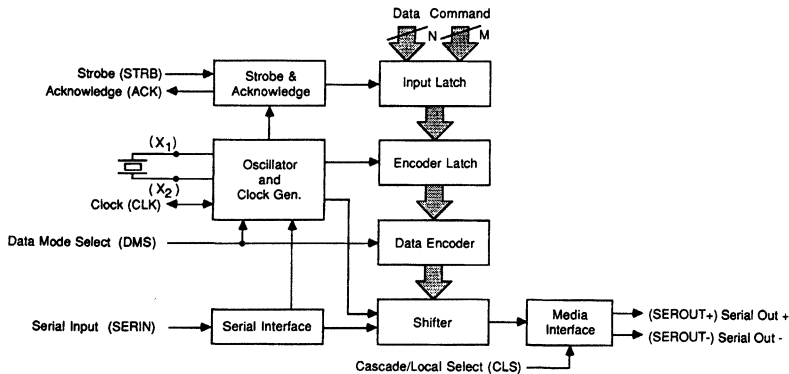 Data Command
N M
Strobe (STRB)
Acknowledge (ACK)
Strobe &
Acknowledge
Input Latch
(X1)
(X2)
Oscillator
and
Clock Gen.
Encoder Latch
Clock (CLK)
Data Mode Select (DMS)
Data Encoder
Serial Input (SERIN)
Serial Interface
Shifter
Media
Interface
(SEROUT+) Serial Out +
(SEROUT-) Serial Out -
Cascade/Local Select (CLS)